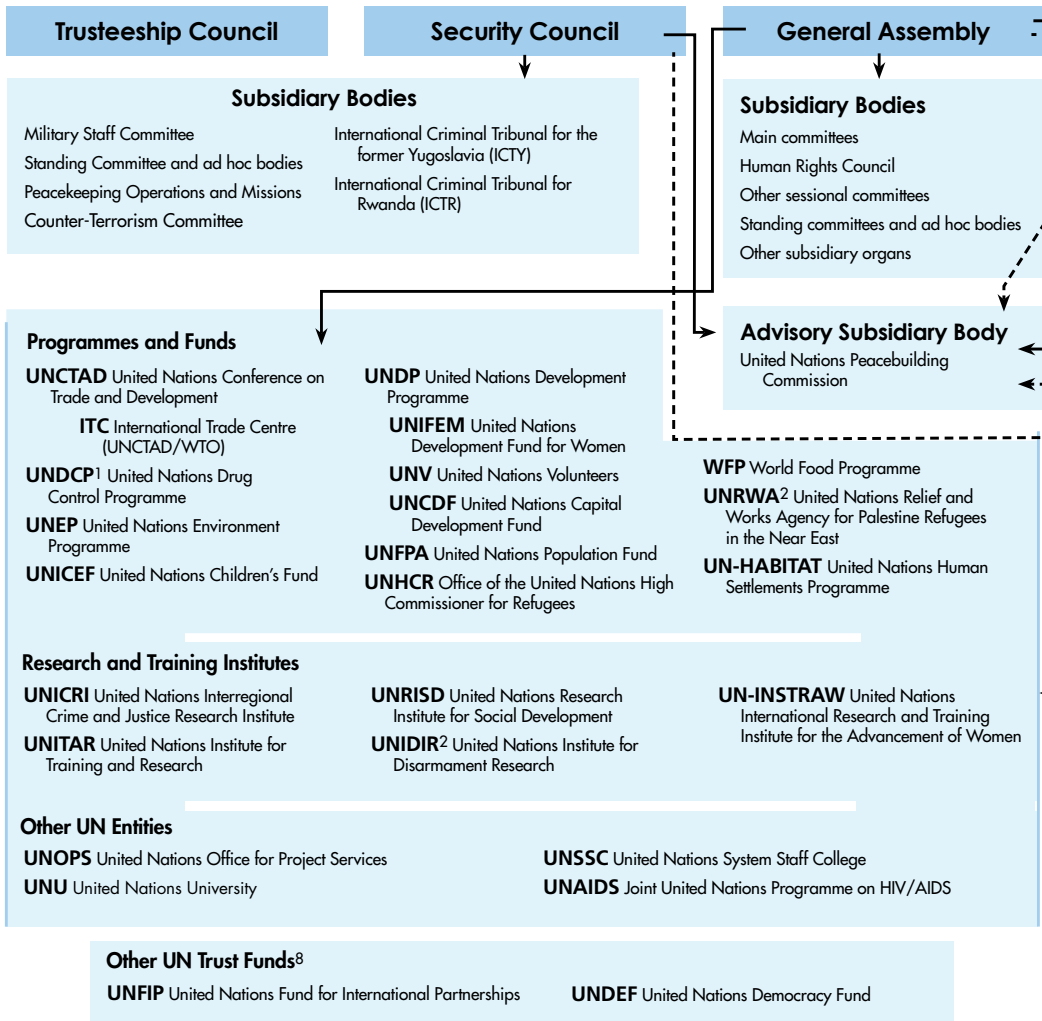 Trusteeship Council
Security Council
General Assembly
Subsidiary Bodies
Military Staff Committee
Standing Committee and ad hoc bodies
Peacekeeping Operations and Missions
Counter-Terrorism Committee
International Criminal Tribunal for the
former Yugoslavia (ICTY)
International Criminal Tribunal for
Rwanda (ICTR)
Subsidiary Bodies
Main committees
Human Rights Council
Other sessional committees
Standing committees and ad hoc bodies
Other subsidiary organs
Advisory Subsidiary Body
United Nations Peacebuilding
Commission
Programmes and Funds
UNCTAD United Nations Conference on
Trade and Development
ITC International Trade Centre
(UNCTAD/WTO)
UNDCP1 United Nations Drug
Control Programme
UNEP United Nations Environment
Programme
UNICEF United Nations Children's Fund
UNDP United Nations Development
Programme
UNIFEM United Nations
Development Fund for Women
UNV United Nations Volunteers
UNCDF United Nations Capital
Development Fund
UNFPA United Nations Population Fund
UNHCR Office of the United Nations High
Commissioner for Refugees
WFP World Food Programme
UNRWA2 United Nations Relief and
Works Agency for Palestine Refugees
in the Near East
UN-HABITAT United Nations Human
Settlements Programme
Research and Training Institutes
UNICRI United Nations Interregional
Crime and Justice Research Institute
UNITAR United Nations Institute for
Training and Research
UNRISD United Nations Research
Institute for Social Development
UNIDIR2 United Nations Institute for
Disarmament Research
UN-INSTRAW United Nations
International Research and Training
Institute for the Advancement of Women
Other UN Entities
UNOPS United Nations Office for Project Services
UNU United Nations University
UNSSC United Nations System Staff College
UNAIDS Joint United Nations Programme on HIV/AIDS
Other UN Trust Funds8
UNFIP United Nations Fund for International Partnerships
UNDEF United Nations Democracy Fund